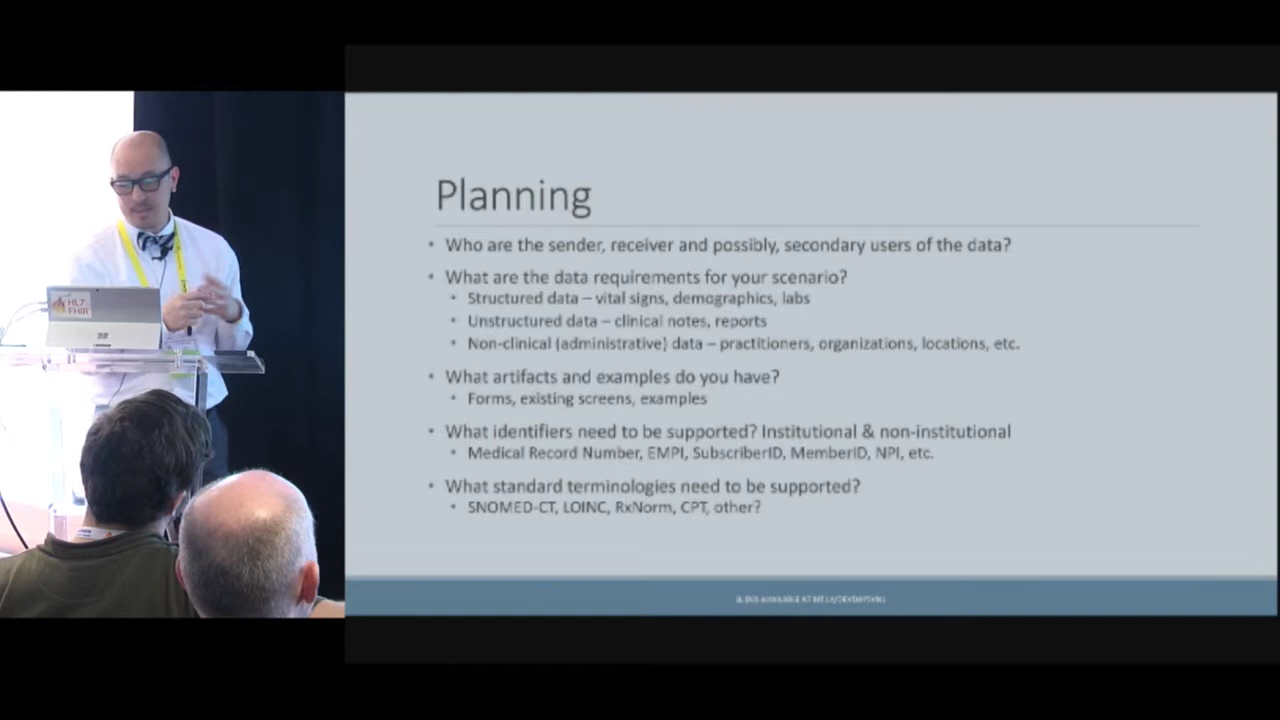 HL7
FHIR
Planning
• Who are the sender, receiver and possibly, secondary users of the data?
• What are the data requirements for your scenario?
• Structured data – vital signs, demographics, labs
• Unstructured data – clinical notes, reports
• Non-clinical (administrative) data – practitioners, organizations, locations, etc.
• What artifacts and examples do you have?
• Forms, existing screens, examples
• What identifiers need to be supported? Institutional & non-institutional
• Medical Record Number, EMPI, SubscriberID, MemberID, NPI, etc.
• What standard terminologies need to be supported?
• SNOMED-CT, LOINC, RxNorm, CPT, other?
SLIDES AVAILABLE AT